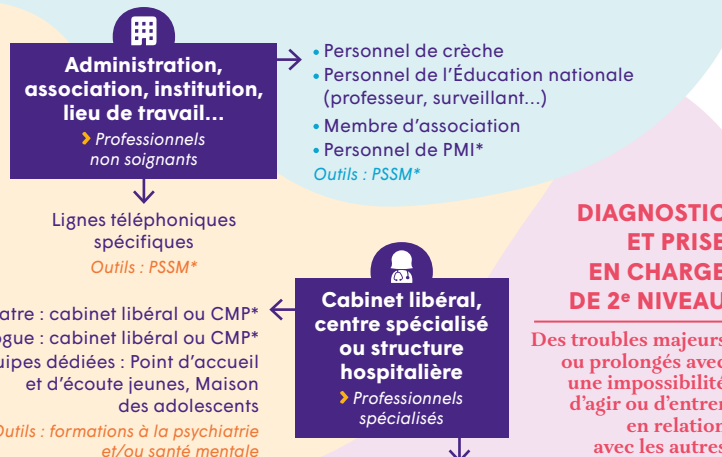 Administration,
association, institution,
lieu de travail...
> Professionnels
non soignants
• Personnel de crèche
• Personnel de l'Éducation nationale
(professeur, surveillant...)
• Membre d'association
• Personnel de PMI*
Outils : PSSM*
Lignes téléphoniques
spécifiques
Outils : PSSM*
atre : cabinet libéral ou CMP*
ogue : cabinet libéral ou CMP*
uipes dédiées : Point d'accueil
et d'écoute jeunes, Maison
des adolescents
Outils : formations à la psychiatrie
et/ou santé mentale
Cabinet libéral,
centre spécialisé
ou structure
hospitalière
> Professionnels
spécialisés
DIAGNOSTIC
ET PRISE
EN CHARGE
DE 2e NIVEAU
Des troubles majeurs
ou prolongés avec
une impossibilité
d'agir ou d'entrer
en relation
avec les autres